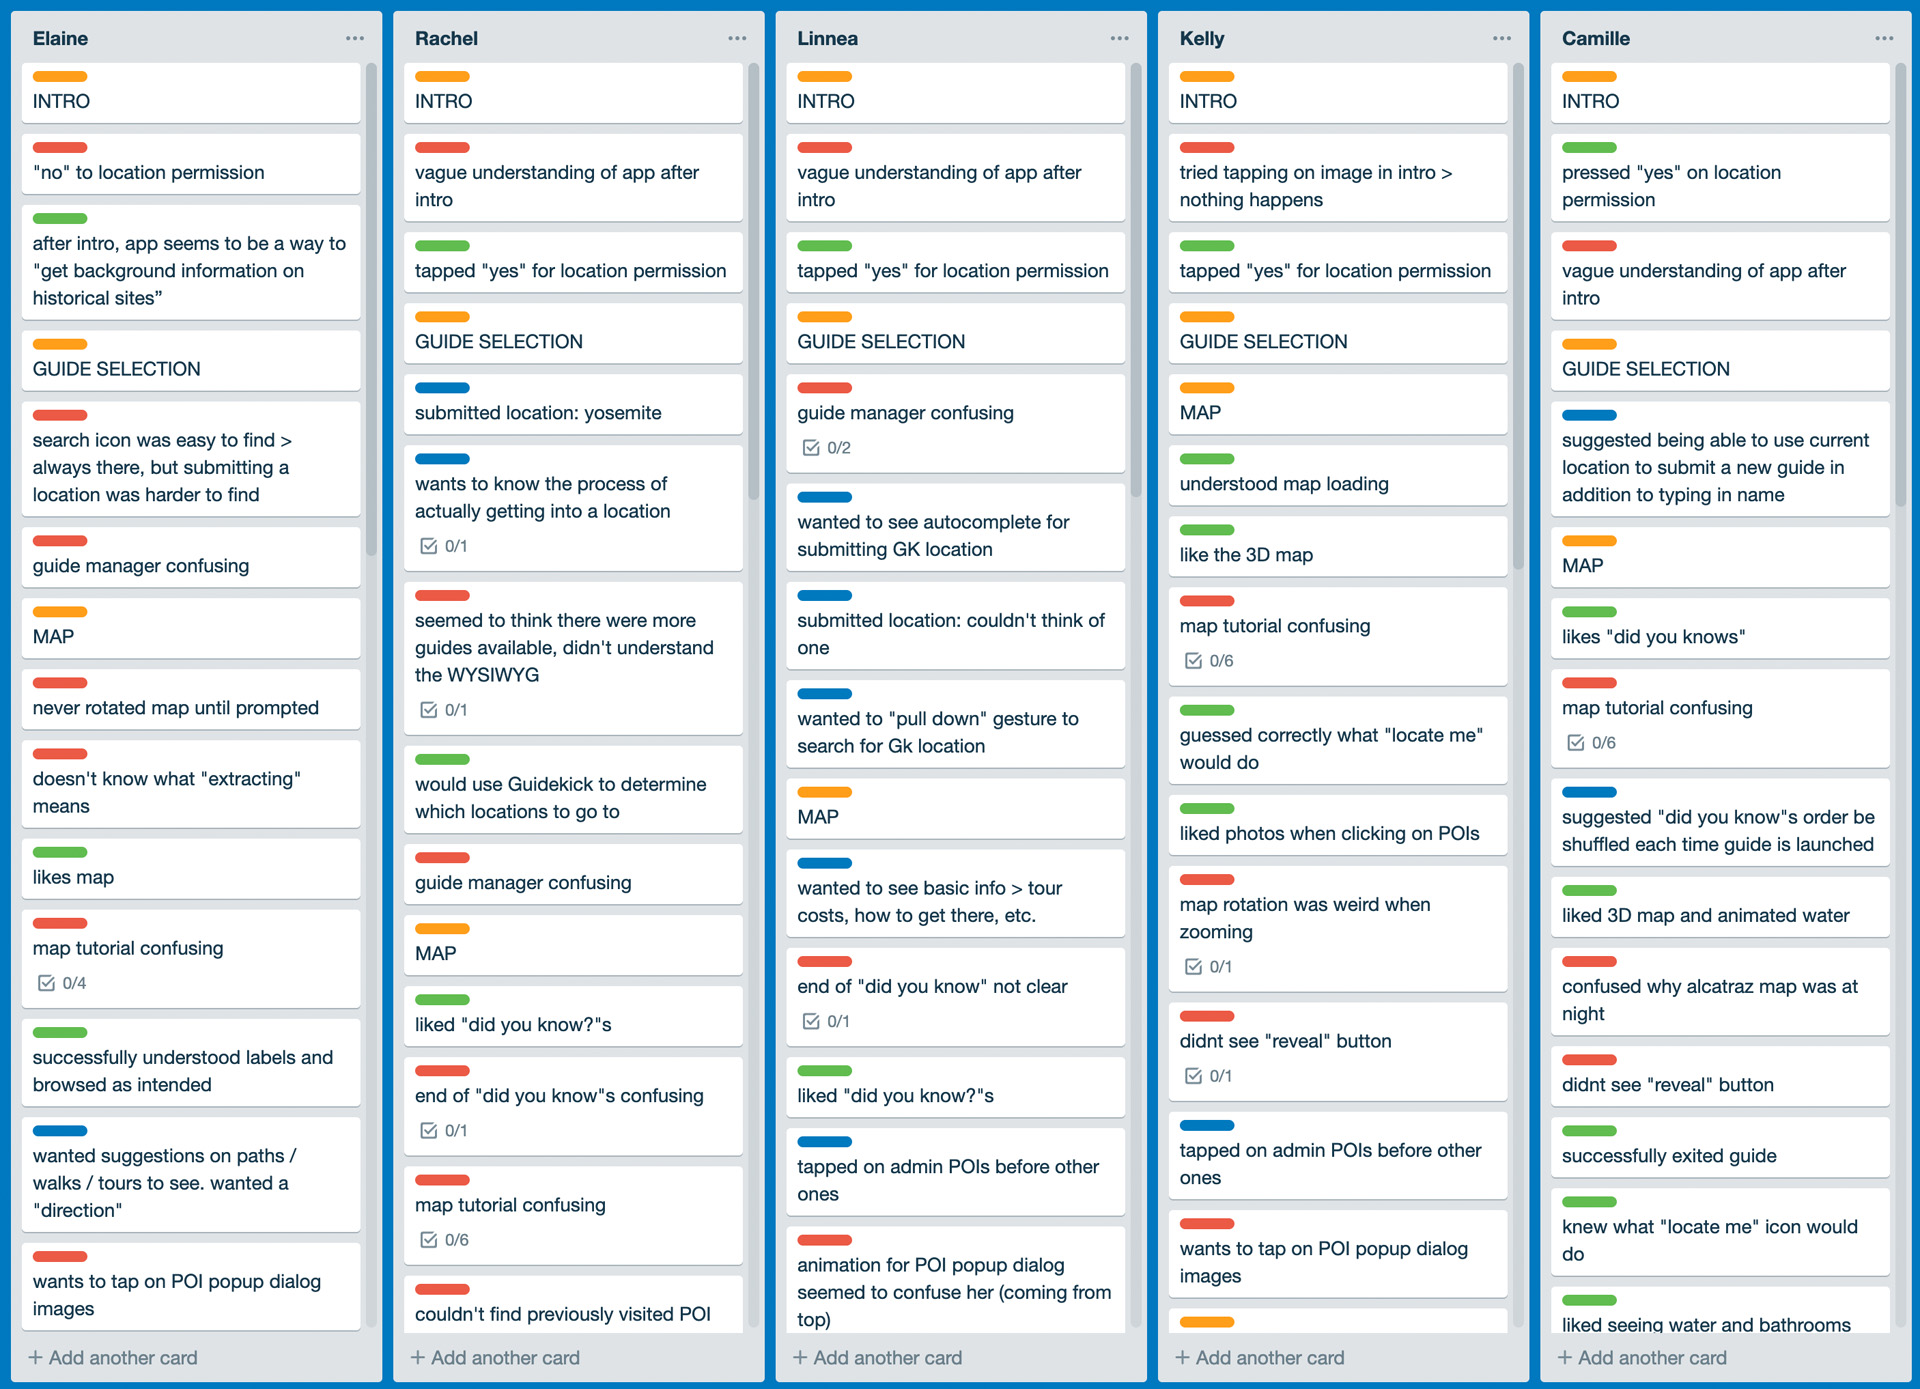 Elaine
INTRO
"no" to location permission
after intro, app seems to be a way to
"get background information on
historical sites”
GUIDE SELECTION
search icon was easy to find >
always there, but submitting a
location was harder to find
guide manager confusing
MAP
never rotated map until prompted
doesn't know what "extracting"
means
likes map
map tutorial confusing
0/4
successfully understood labels and
browsed as intended
wanted suggestions on paths /
walks / tours to see. wanted a
"direction"
wants to tap on POI popup dialog
images
+ Add another card
Rachel
INTRO
vague understanding of app after
intro
tapped "yes" for location permission
GUIDE SELECTION
submitted location: yosemite
wants to know the process of
actually getting into a location
0/1
seemed to think there were more
guides available, didn't understand
the WYSIWYG
0/1
would use Guidekick to determine
which locations to go to
guide manager confusing
MAP
liked "did you know?"s
end of "did you know"s confusing
0/1
map tutorial confusing
0/6
couldn't find previously visited POI
+ Add another card
Linnea
INTRO
vague understanding of app after
intro
tapped "yes" for location permission
GUIDE SELECTION
guide manager confusing
0/2
wanted to see autocomplete for
submitting GK location
submitted location: couldn't think of
one
wanted to "pull down" gesture to
search for Gk location
MAP
wanted to see basic info > tour
costs, how to get there, etc.
end of "did you know" not clear
0/1
liked "did you know?"s
tapped on admin POIs before other
ones
animation for POI popup dialog
seemed to confuse her (coming from
top)
+ Add another card
Kelly
INTRO
tried tapping on image in intro >
nothing happens
tapped "yes" for location permission
GUIDE SELECTION
MAP
understood map loading
like the 3D map
map tutorial confusing
0/6
guessed correctly what "locate me"
would do
liked photos when clicking on POIs
map rotation was weird when
zooming
0/1
didnt see "reveal" button
0/1
tapped on admin POIs before other
ones
wants to tap on POI popup dialog
images
+ Add another card
Camille
INTRO
pressed "yes" on location
permission
vague understanding of app after
intro
GUIDE SELECTION
suggested being able to use current
location to submit a new guide in
addition to typing in name
MAP
likes "did you knows"
map tutorial confusing
0/6
suggested "did you know"s order be
shuffled each time guide is launched
liked 3D map and animated water
confused why alcatraz map was at
night
didnt see "reveal" button
successfully exited guide
knew what "locate me" icon would
do
liked seeing water and bathrooms
+ Add another card